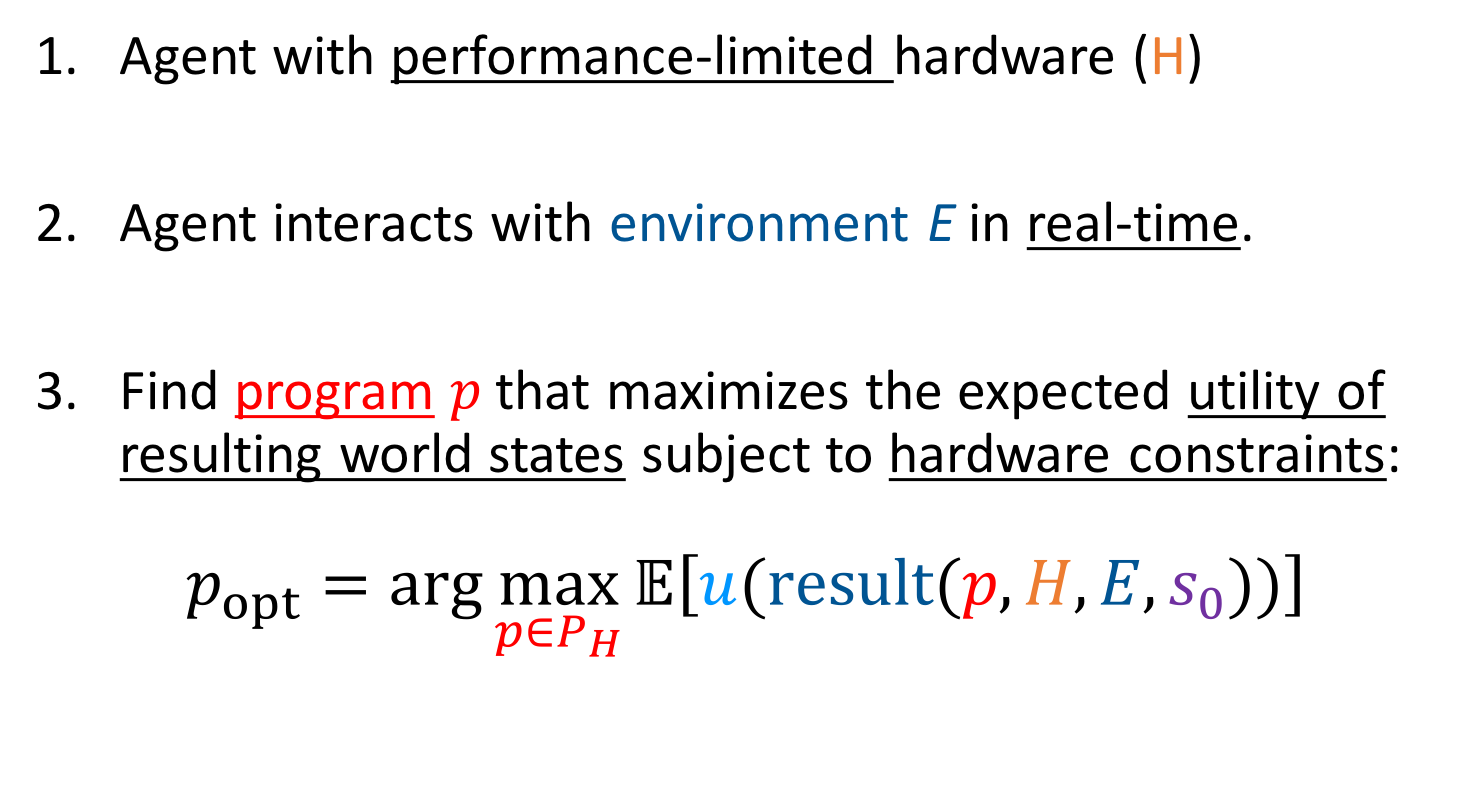 1. Agent with performance-limited hardware (H)
2. Agent interacts with environment E in real-time.
3. Find program p that maximizes the expected utility of
resulting world states subject to hardware constraints:
p_opt = arg max_{p∈P_H} 𝔼[u(result(p, H, E, s₀))]